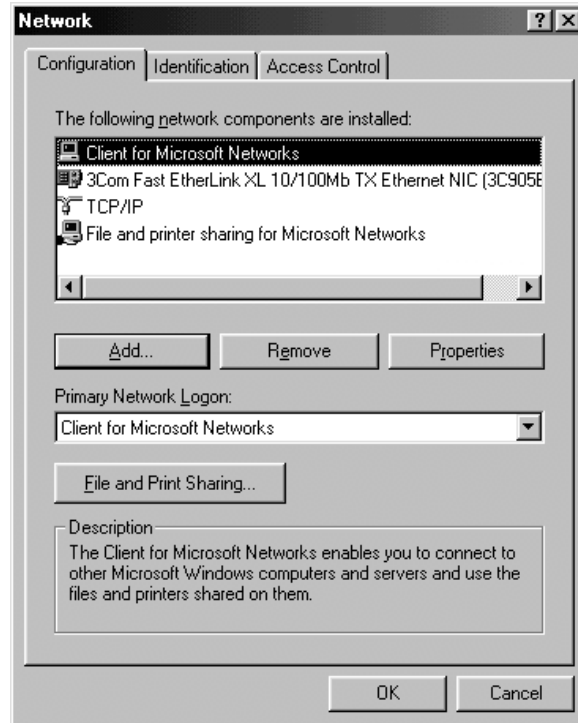 Network
Configuration
Identification
Access Control
The following network components are installed:
Client for Microsoft Networks
3Com Fast EtherLink XL 10/100Mb TX Ethernet NIC (3C905B
TCP/IP
File and printer sharing for Microsoft Networks
Add...
Remove
Properties
Primary Network Logon:
Client for Microsoft Networks
File and Print Sharing...
Description
The Client for Microsoft Networks enables you to connect to
other Microsoft Windows computers and servers and use the
files and printers shared on them.
OK
Cancel